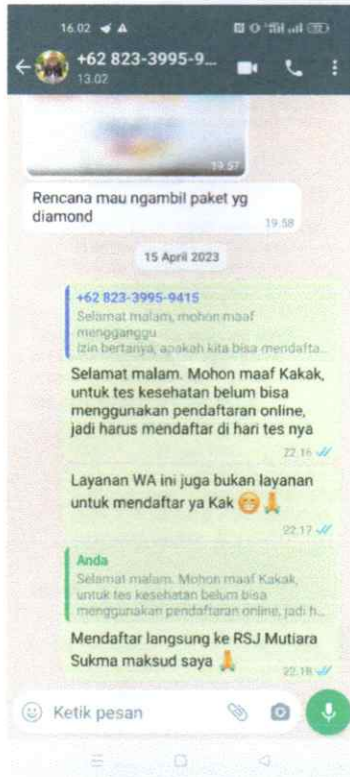 16.02
+62 823-3995-9...
13.02
19.57
Rencana mau ngambil paket yg
diamond
19.58
15 April 2023
+62 823-3995-9415
Selamat malam, mohon maaf
mengganggu
Izin bertanya, apakah kita bisa mendafta...
Selamat malam. Mohon maaf Kakak,
untuk tes kesehatan belum bisa
menggunakan pendaftaran online,
jadi harus mendaftar di hari tes nya
22.16
Layanan WA ini juga bukan layanan
untuk mendaftar ya Kak 😁🙏
22.17
Anda
Selamat malam. Mohon maaf Kakak,
untuk tes kesehatan belum bisa
menggunakan pendaftaran online, jadi h...
Mendaftar langsung ke RSJ Mutiara
Sukma maksud saya 🙏
22.18
Ketik pesan